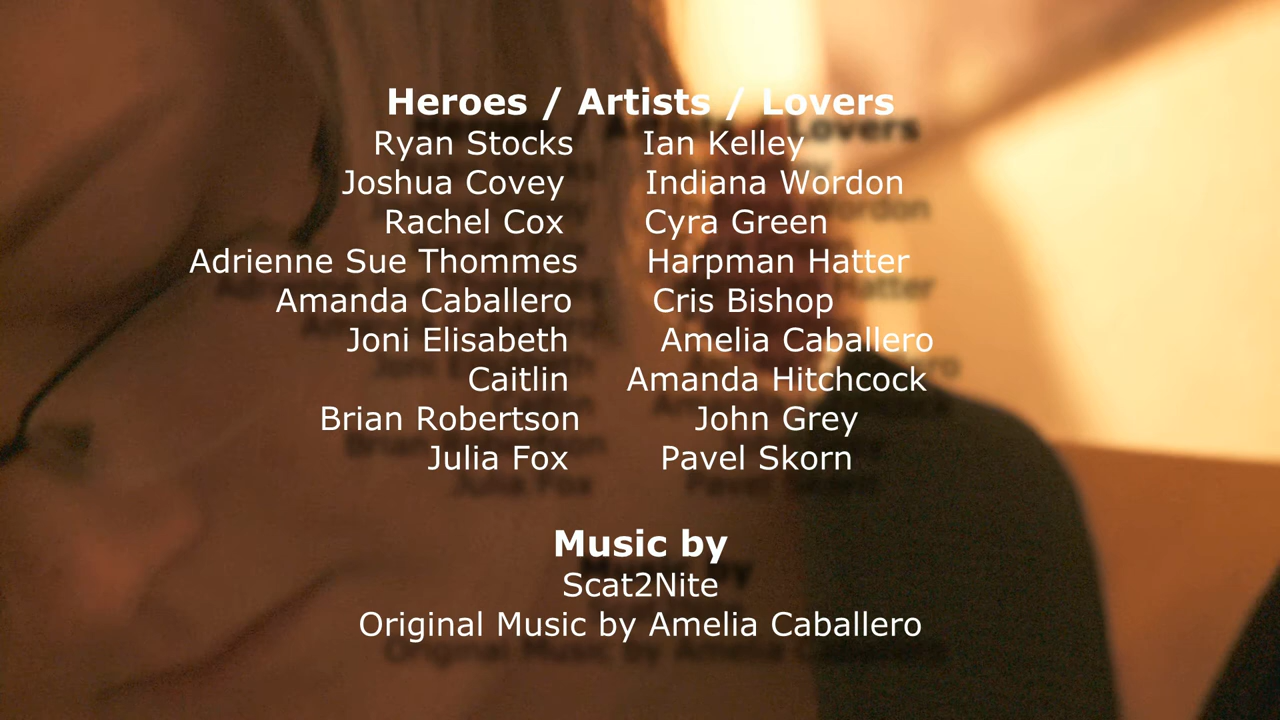 Heroes / Artists / Lovers
Ryan Stocks Ian Kelley
Joshua Covey Indiana Wordon
Rachel Cox Cyra Green
Adrienne Sue Thommes Harpman Hatter
Amanda Caballero Cris Bishop
Joni Elisabeth Amelia Caballero
Caitlin Amanda Hitchcock
Brian Robertson John Grey
Julia Fox Pavel Skorn
Music by
Scat2Nite
Original Music by Amelia Caballero